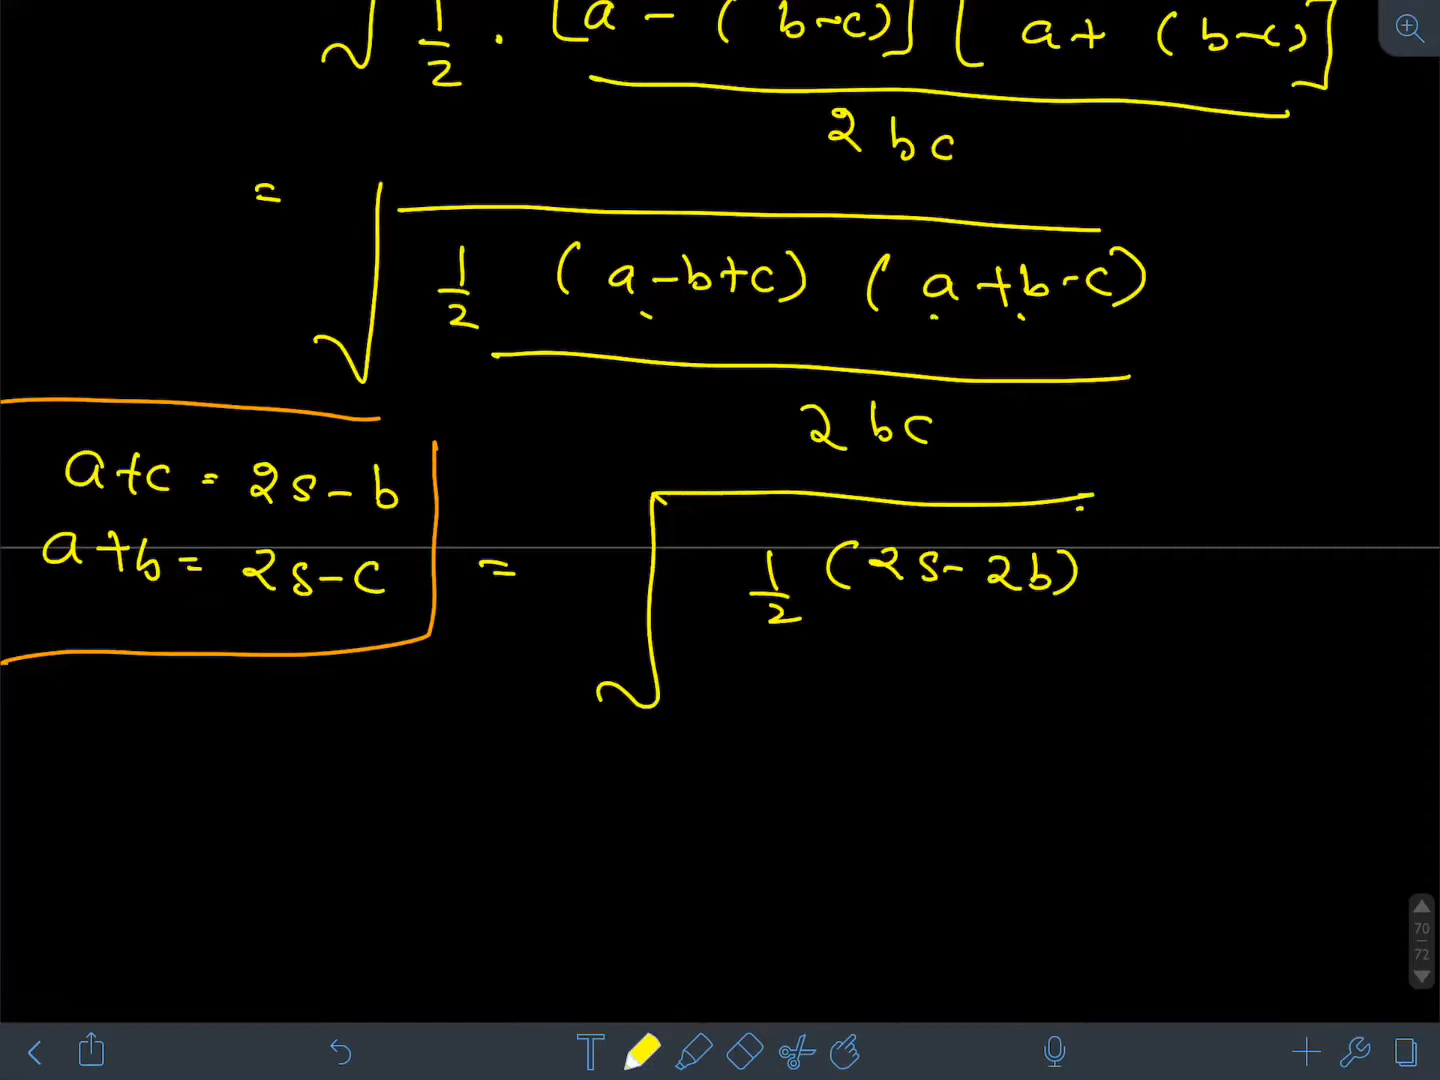 √ 1/2 · [a - (b-c)] [a + (b-c)]
2bc
= √ 1/2 (a-b+c) (a+b-c)
2bc
a+c = 2s-b
a+b = 2s-c
= √ 1/2 (2s-2b)
70
72
T